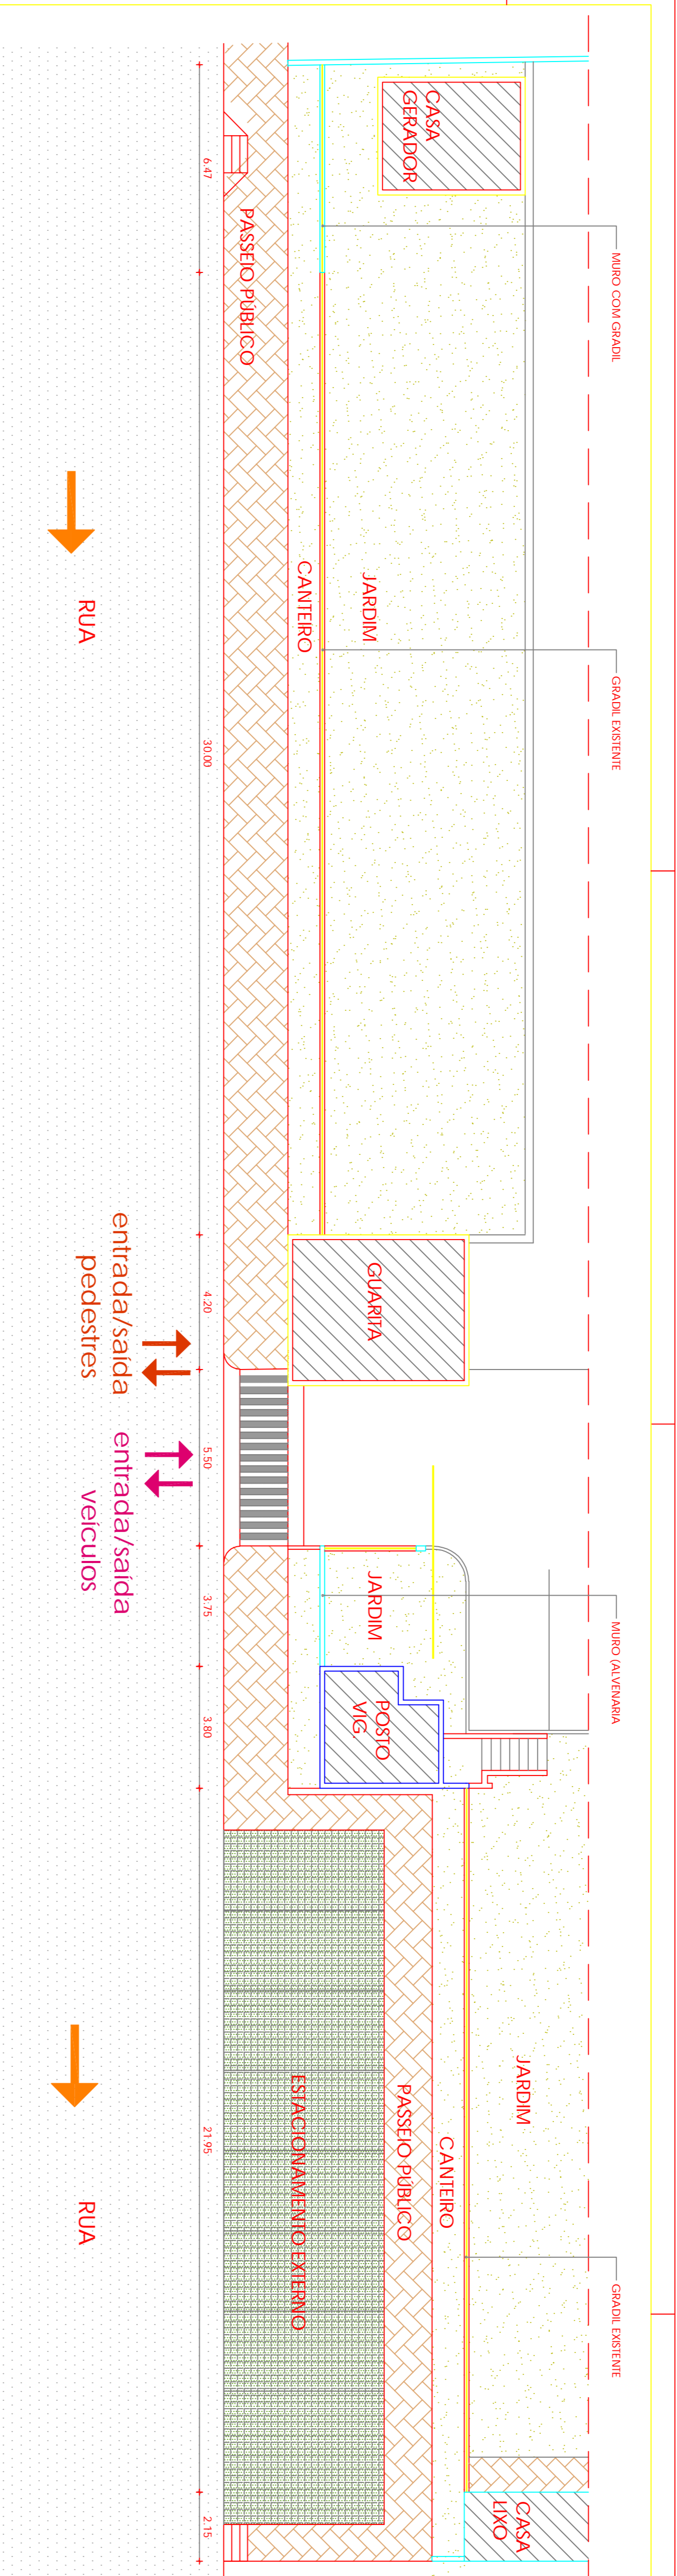 CASA
GERADOR
6.47
PASSEIO PÚBLICO
MURO COM GRADIL
CANTEIRO
JARDIM
RUA
GRADIL EXISTENTE
30.00
GUARITA
4.20
entrada/saída
pedestres
5.50
entrada/saída
veículos
JARDIM
3.75
MURO (ALVENARIA
POSTO
VIG.
3.80
JARDIM
PASSEIO PÚBLICO
CANTEIRO
ESTACIONAMENTO EXTERNO
21.95
RUA
GRADIL EXISTENTE
CASA
LIXO
2.15